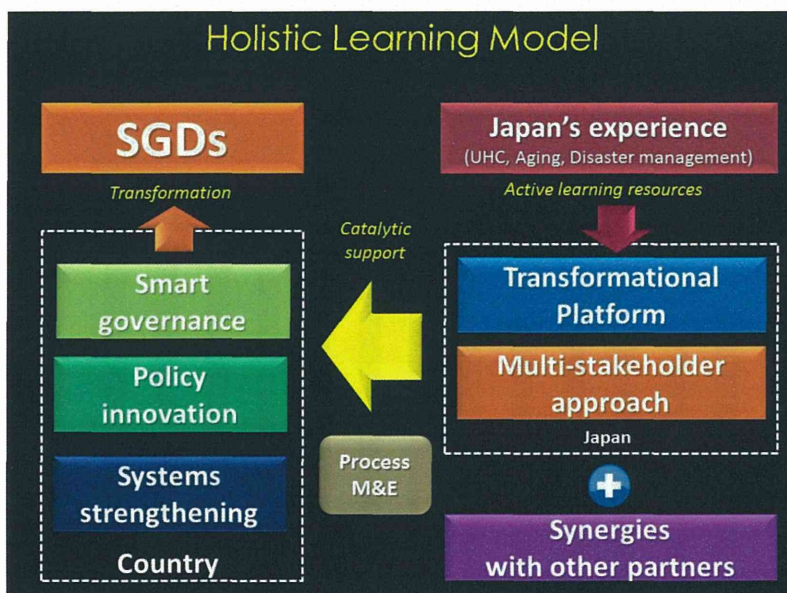 Holistic Learning Model
SGDs
Transformation
Smart
governance
Policy
innovation
Systems
strengthening
Country
Catalytic
support
Process
M&E
Japan's experience
(UHC, Aging, Disaster management)
Active learning resources
Transformational
Platform
Multi-stakeholder
approach
Japan
Synergies
with other partners